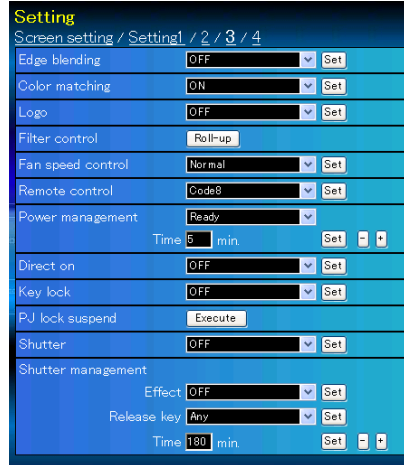 Setting
Screen setting / Setting1 / 2 / 3 / 4
Edge blending OFF Set
Color matching ON Set
Logo OFF Set
Filter control Roll-up
Fan speed control Normal Set
Remote control Code8 Set
Power management Ready
Time 5 min. Set - +
Direct on OFF Set
Key lock OFF Set
PJ lock suspend Execute
Shutter OFF Set
Shutter management
Effect OFF Set
Release key Any Set
Time 180 min. Set - +